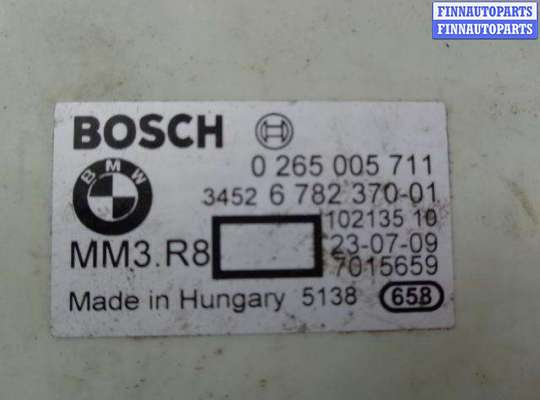 FINNAUTOPARTS
FINNAUTOPARTS
BOSCH
BMW
0 265 005 711
3452 6 782 370-01
102135 10
MM3.R8
23-07-09
7015659
Made in Hungary 5138 658